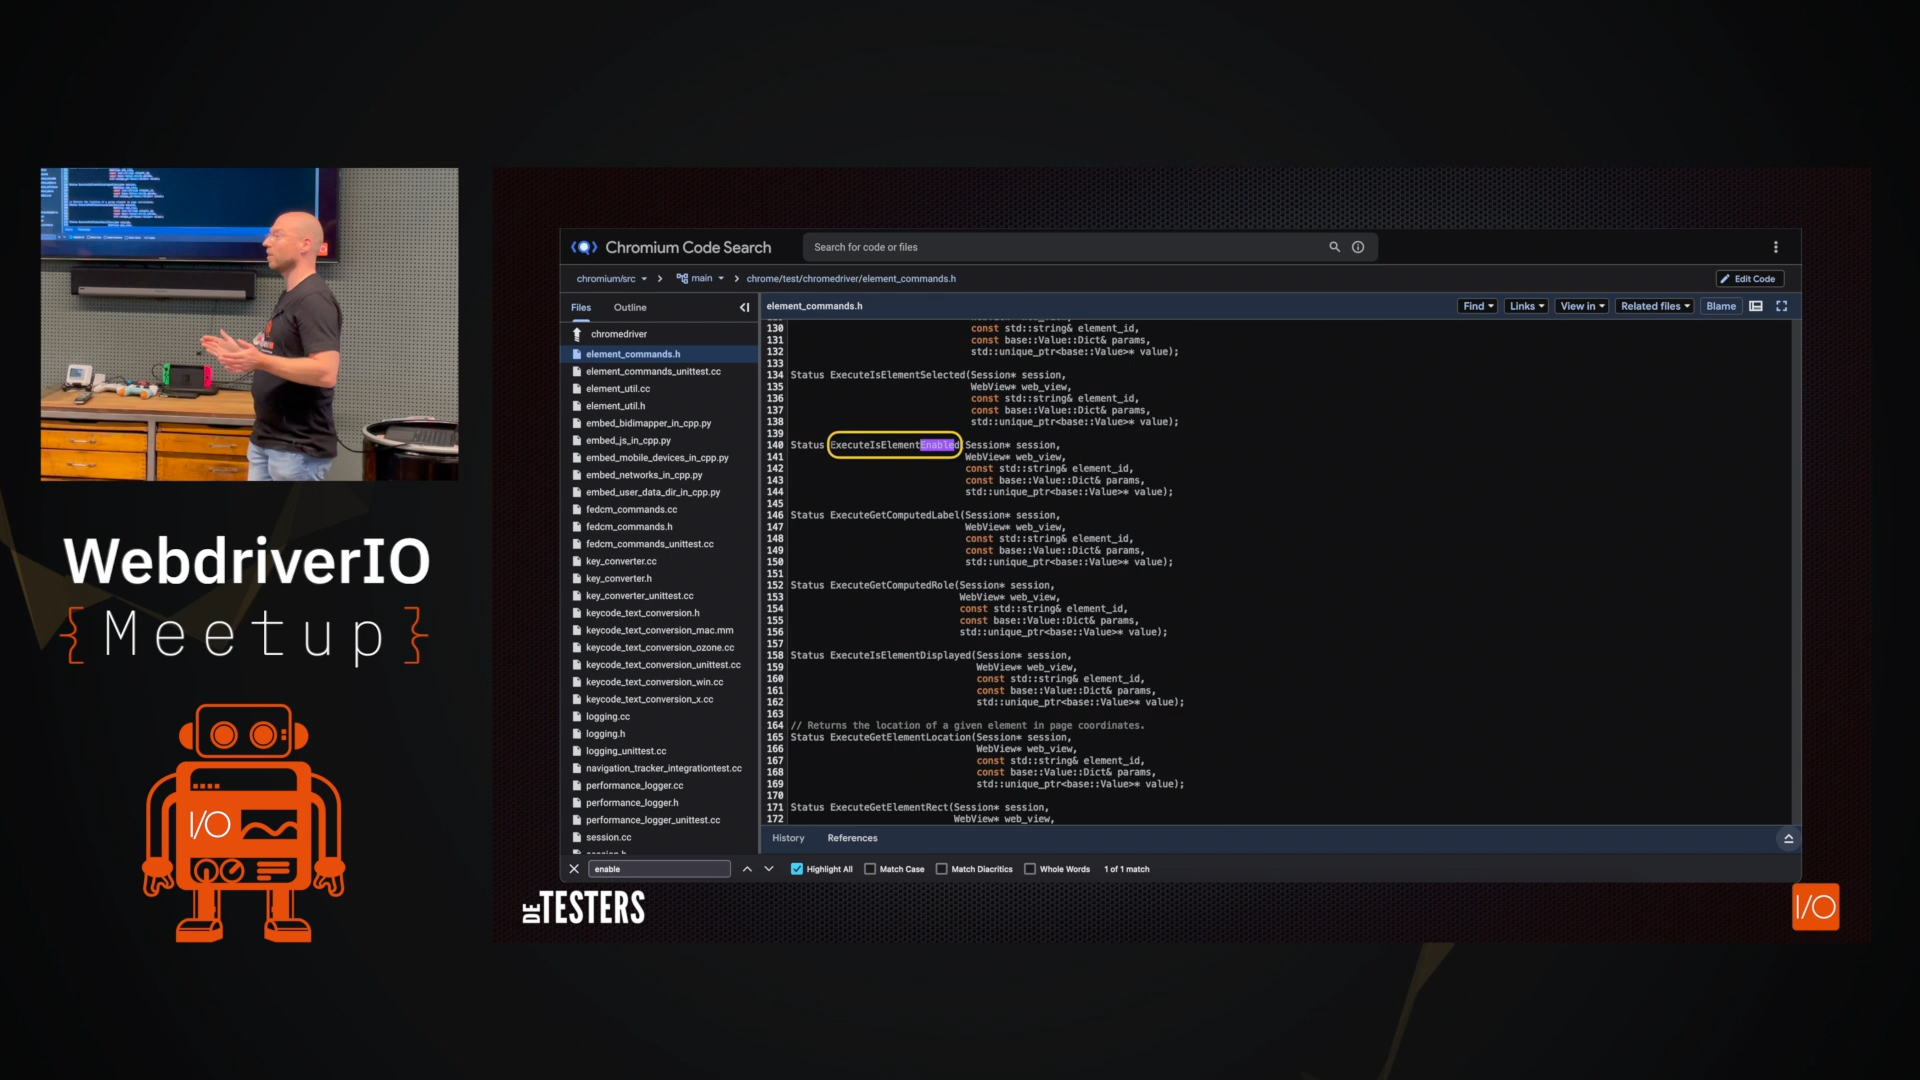 WebdriverIO
{Meetup}
I/O
Chromium Code Search
Search for code or files
chromium/src
main
chrome/test/chromedriver/element_commands.h
Edit Code
Files
Outline
element_commands.h
Find
Links
View in
Related files
Blame
chromedriver
element_commands.h
element_commands_unittest.cc
element_util.cc
element_util.h
embed_bidimapper_in_cpp.py
embed_js_in_cpp.py
embed_mobile_devices_in_cpp.py
embed_networks_in_cpp.py
embed_user_data_dir_in_cpp.py
fedcm_commands.cc
fedcm_commands.h
fedcm_commands_unittest.cc
key_converter.cc
key_converter.h
key_converter_unittest.cc
keycode_text_conversion.h
keycode_text_conversion_mac.mm
keycode_text_conversion_ozone.cc
keycode_text_conversion_unittest.cc
keycode_text_conversion_win.cc
keycode_text_conversion_x.cc
logging.cc
logging.h
logging_unittest.cc
navigation_tracker_integrationtest.cc
performance_logger.cc
performance_logger.h
performance_logger_unittest.cc
session.cc
130 const std::string& element_id,
131 const base::Value::Dict& params,
132 std::unique_ptr<base::Value>* value);
133
134 Status ExecuteIsElementSelected(Session* session,
135 WebView* web_view,
136 const std::string& element_id,
137 const base::Value::Dict& params,
138 std::unique_ptr<base::Value>* value);
139
140 Status ExecuteIsElementEnabled(Session* session,
141 WebView* web_view,
142 const std::string& element_id,
143 const base::Value::Dict& params,
144 std::unique_ptr<base::Value>* value);
145
146 Status ExecuteGetComputedLabel(Session* session,
147 WebView* web_view,
148 const std::string& element_id,
149 const base::Value::Dict& params,
150 std::unique_ptr<base::Value>* value);
151
152 Status ExecuteGetComputedRole(Session* session,
153 WebView* web_view,
154 const std::string& element_id,
155 const base::Value::Dict& params,
156 std::unique_ptr<base::Value>* value);
157
158 Status ExecuteIsElementDisplayed(Session* session,
159 WebView* web_view,
160 const std::string& element_id,
161 const base::Value::Dict& params,
162 std::unique_ptr<base::Value>* value);
163
164 // Returns the location of a given element in page coordinates.
165 Status ExecuteGetElementLocation(Session* session,
166 WebView* web_view,
167 const std::string& element_id,
168 const base::Value::Dict& params,
169 std::unique_ptr<base::Value>* value);
170
171 Status ExecuteGetElementRect(Session* session,
172 WebView* web_view,
History
References
enable
Highlight All
Match Case
Match Diacritics
Whole Words
1 of 1 match
DE TESTERS
I/O